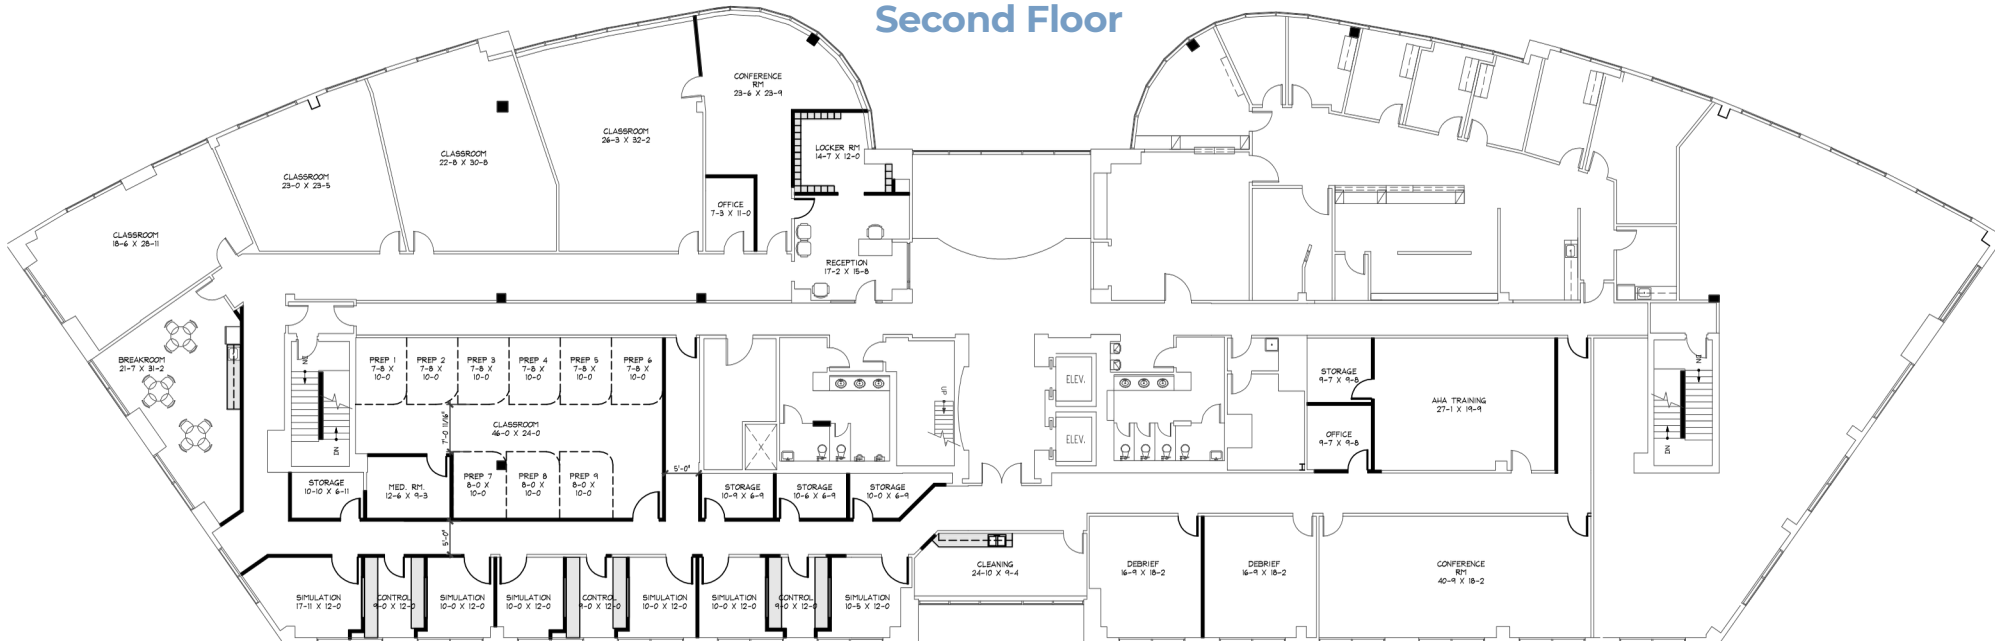 Second Floor
CONFERENCE
RM
23-6 X 23-9
CLASSROOM
26-3 X 32-2
LOCKER RM
14-7 X 12-0
CLASSROOM
22-8 X 30-8
CLASSROOM
23-0 X 23-5
OFFICE
7-3 X 11-0
CLASSROOM
18-6 X 28-11
RECEPTION
17-2 X 15-8
BREAKROOM
21-7 X 31-2
DN
DN
PREP 1
7-8 X
10-0
PREP 2
7-8 X
10-0
PREP 3
7-8 X
10-0
PREP 4
7-8 X
10-0
PREP 5
7-8 X
10-0
PREP 6
7-8 X
10-0
7'-0 11/16"
CLASSROOM
46-0 X 24-0
UP
ELEV.
ELEV.
STORAGE
9-7 X 9-8
OFFICE
9-7 X 9-8
AHA TRAINING
27-1 X 19-9
DN
DN
STORAGE
10-10 X 6-11
MED. RM.
12-6 X 9-3
PREP 7
8-0 X
10-0
PREP 8
8-0 X
10-0
PREP 9
8-0 X
10-0
5'-0"
STORAGE
10-9 X 6-9
STORAGE
10-6 X 6-9
STORAGE
10-0 X 6-9
5'-0"
CLEANING
24-10 X 9-4
DEBRIEF
16-9 X 18-2
DEBRIEF
16-9 X 18-2
CONFERENCE
RM
40-9 X 18-2
SIMULATION
17-11 X 12-0
CONTROL
9-0 X 12-0
SIMULATION
10-0 X 12-0
SIMULATION
10-0 X 12-0
CONTROL
9-0 X 12-0
SIMULATION
10-0 X 12-0
SIMULATION
10-0 X 12-0
CONTROL
9-0 X 12-0
SIMULATION
10-5 X 12-0